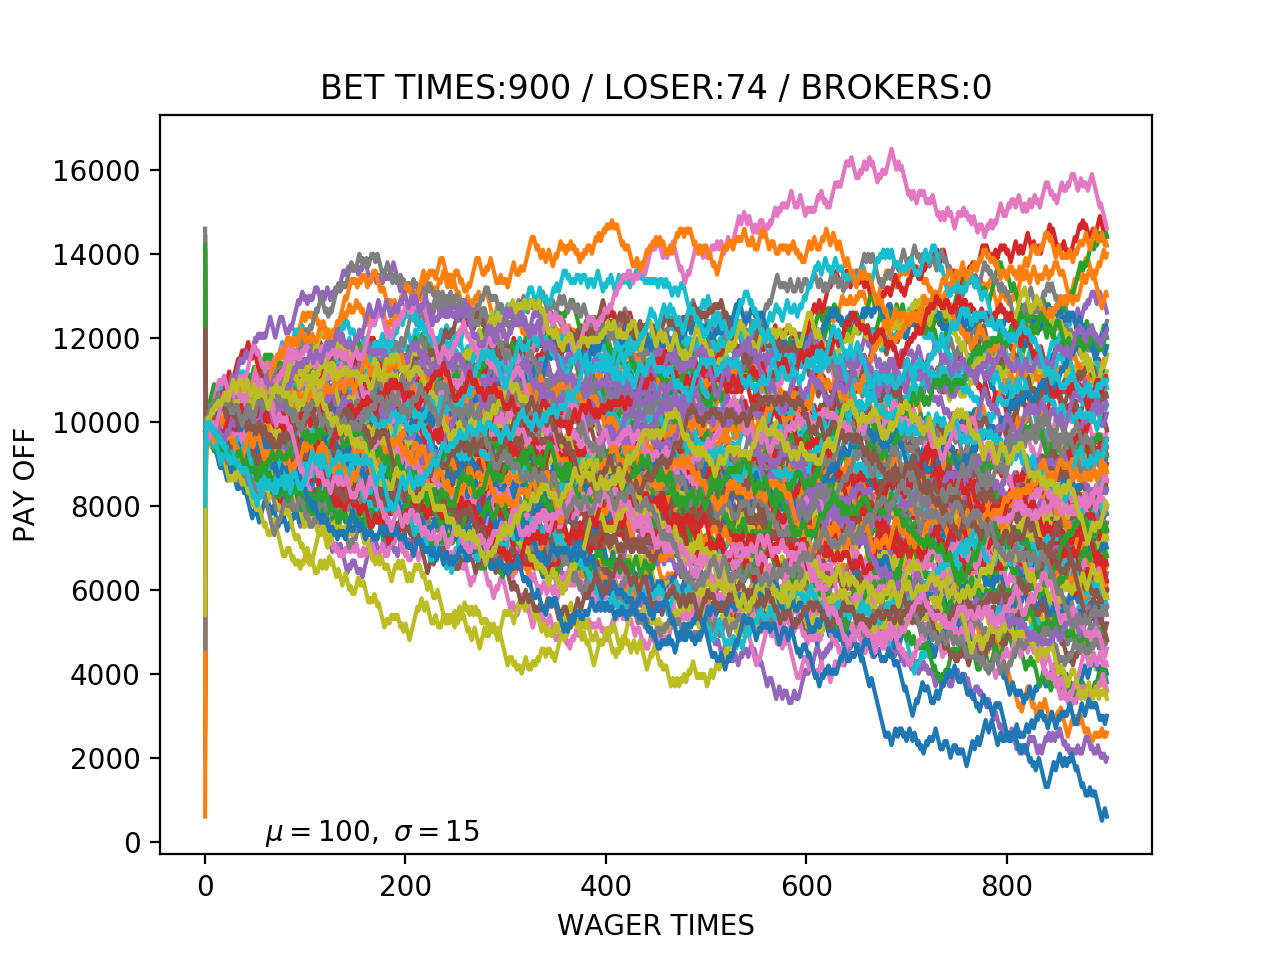 BET TIMES:900 / LOSER:74 / BROKERS:0
16000
14000
12000
10000
8000
6000
4000
2000
0
PAY OFF
μ = 100, σ = 15
0 200 400 600 800
WAGER TIMES